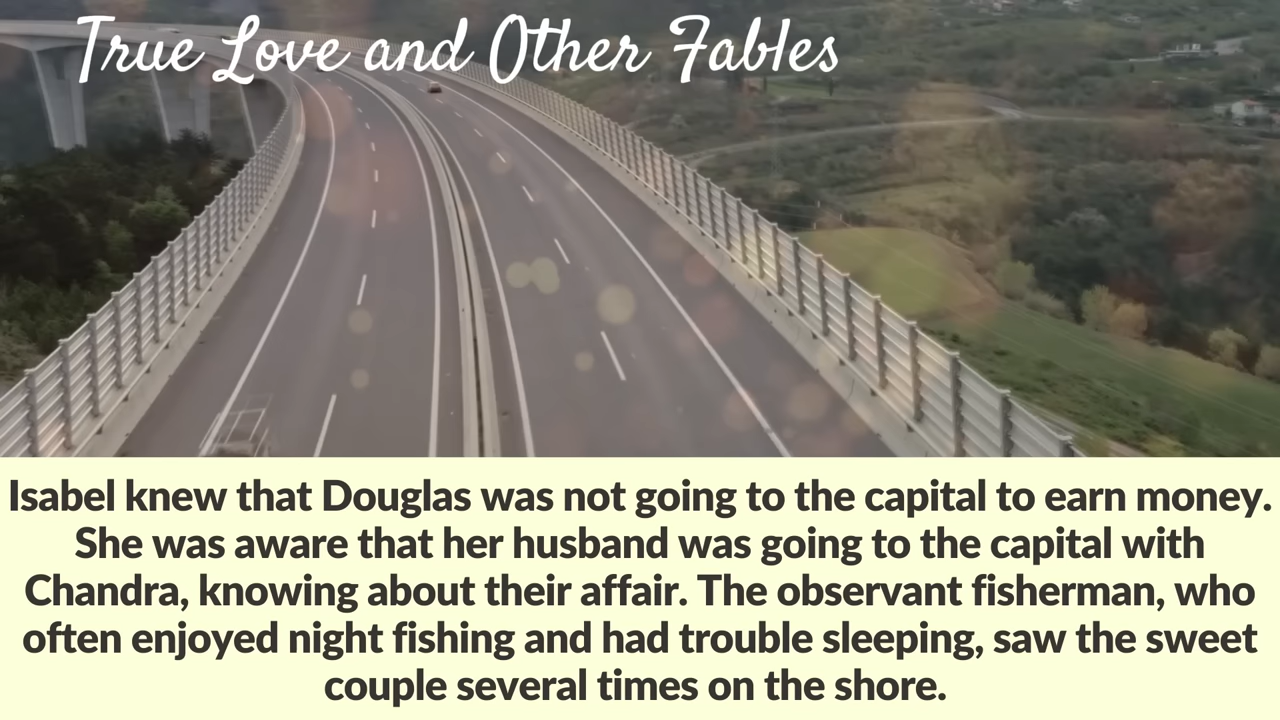 True Love and Other Fables
Isabel knew that Douglas was not going to the capital to earn money.
She was aware that her husband was going to the capital with
Chandra, knowing about their affair. The observant fisherman, who
often enjoyed night fishing and had trouble sleeping, saw the sweet
couple several times on the shore.